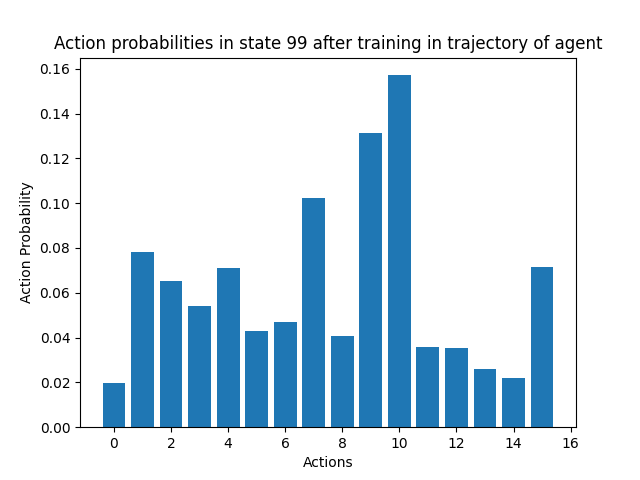 Action probabilities in state 99 after training in trajectory of agent
0.16
0.14
0.12
0.10
0.08
0.06
0.04
0.02
0.00
Action Probability
0 2 4 6 8 10 12 14 16
Actions